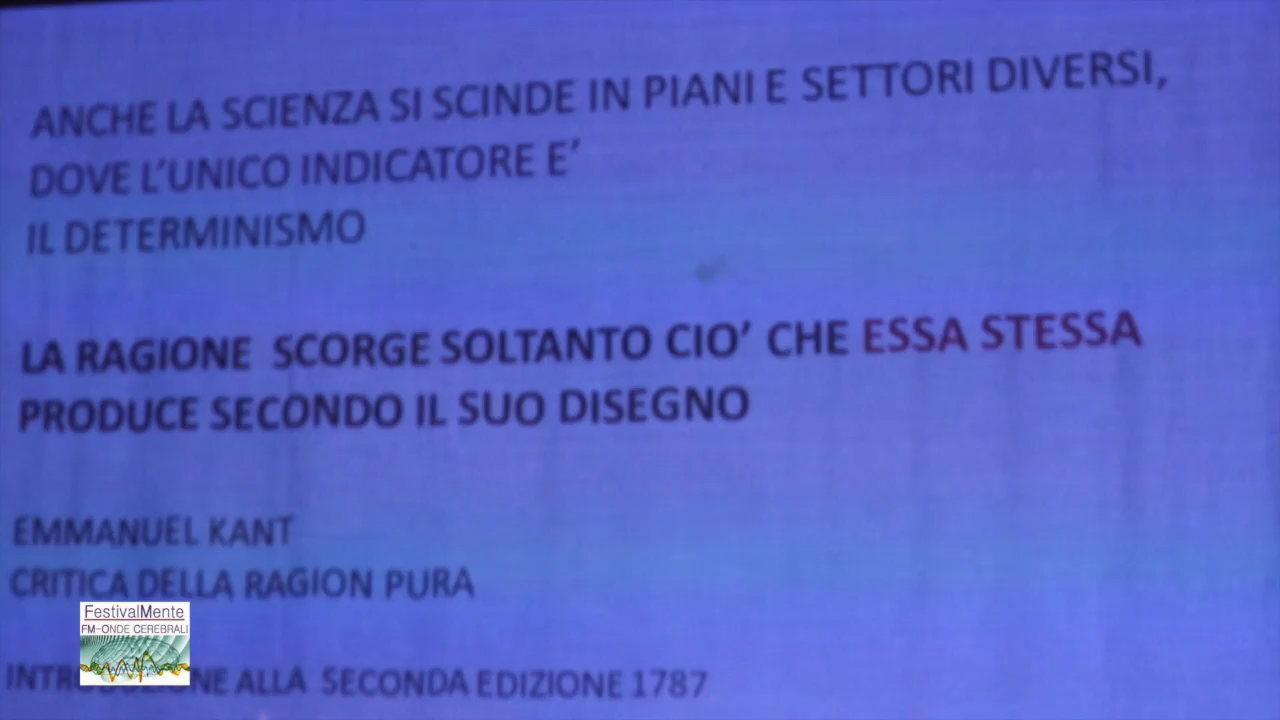 ANCHE LA SCIENZA SI SCINDE IN PIANI E SETTORI DIVERSI,
DOVE L'UNICO INDICATORE E'
IL DETERMINISMO
LA RAGIONE SCORGE SOLTANTO CIO' CHE ESSA STESSA
PRODUCE SECONDO IL SUO DISEGNO
EMMANUEL KANT
CRITICA DELLA RAGION PURA
FestivalMente
FM-ONDE CEREBRALI
ALLA SECONDA EDIZIONE 1787